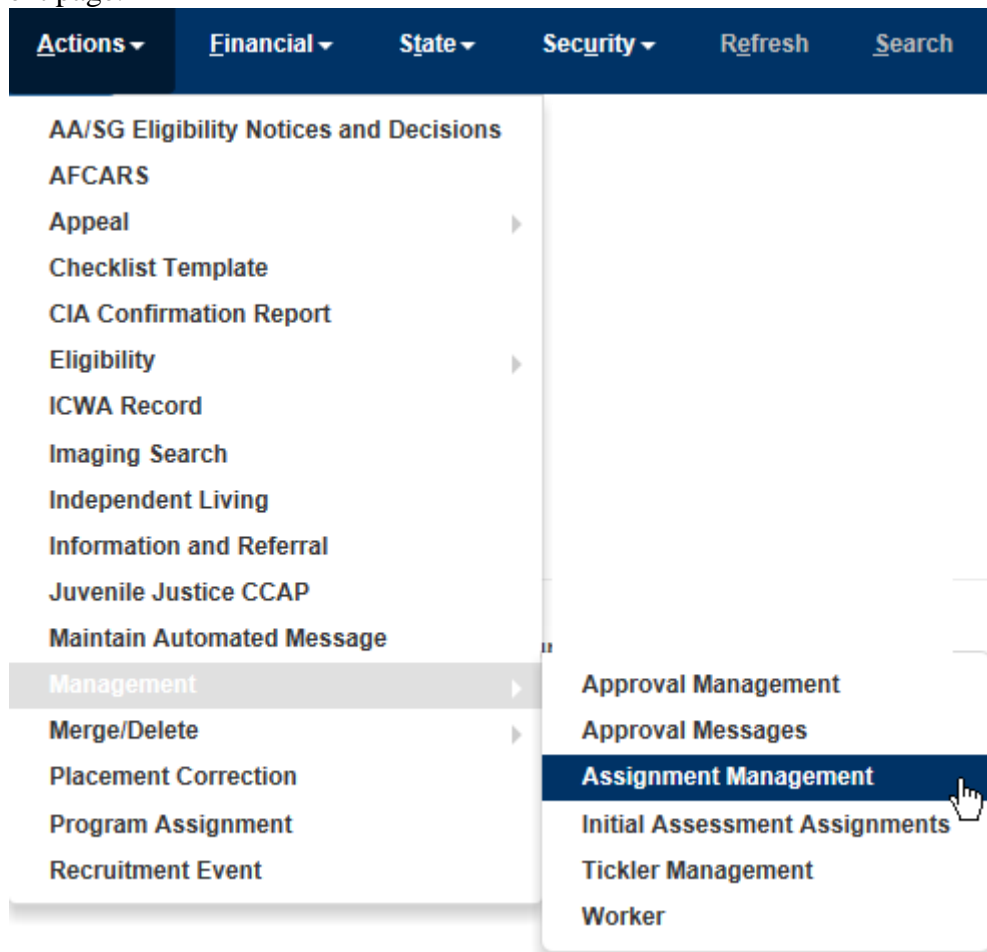 page.
Actions Financial State Security Refresh Search
AA/SG Eligibility Notices and Decisions
AFCARS
Appeal
Checklist Template
CIA Confirmation Report
Eligibility
ICWA Record
Imaging Search
Independent Living
Information and Referral
Juvenile Justice CCAP
Maintain Automated Message
Management
Merge/Delete
Placement Correction
Program Assignment
Recruitment Event
Approval Management
Approval Messages
Assignment Management
Initial Assessment Assignments
Tickler Management
Worker